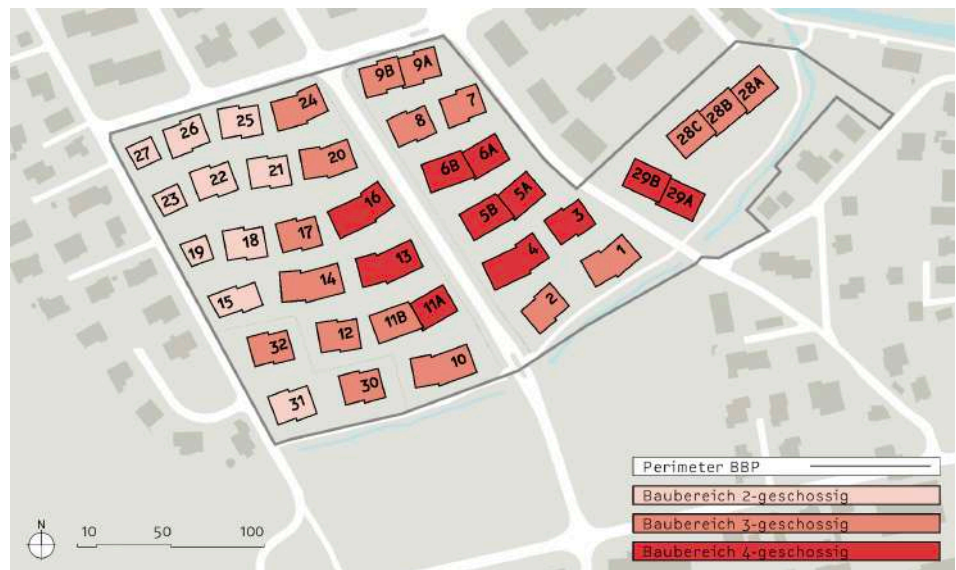 9B 9A
24
25
26
27
8 7
28A
28B
28C
20
21
22
23
6B 6A
29B 29A
16
17
18
19
5B 5A
3
4
1
13
14
15
2
11A
11B
12
32
10
30
31
Perimeter BBP
Baubereich 2-geschossig
Baubereich 3-geschossig
Baubereich 4-geschossig
N
10 50 100